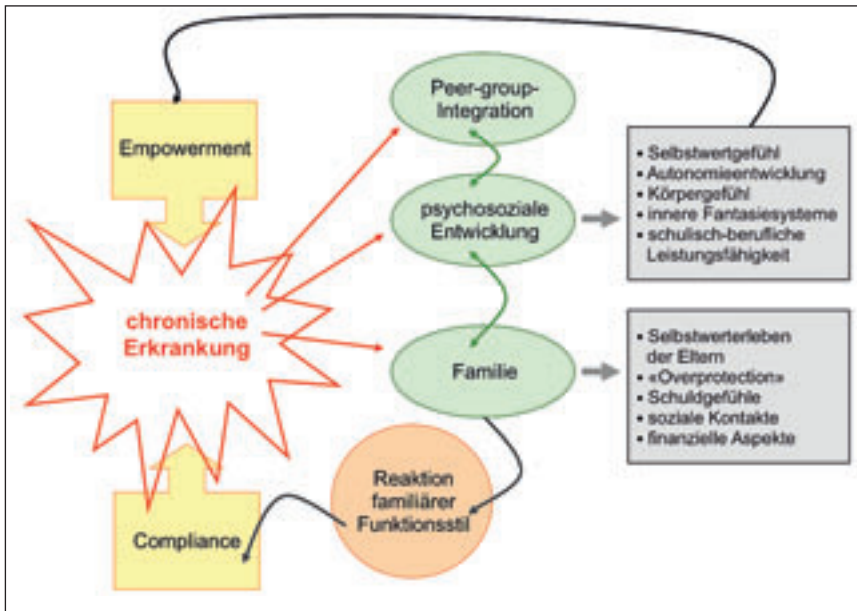 Empowerment
chronische
Erkrankung
Compliance
Peer-group-
Integration
psychosoziale
Entwicklung
Familie
Reaktion
familiärer
Funktionsstil
• Selbstwertgefühl
• Autonomieentwicklung
• Körpergefühl
• innere Fantasiesysteme
• schulisch-berufliche
Leistungsfähigkeit
• Selbstwerterleben
der Eltern
• «Overprotection»
• Schuldgefühle
• soziale Kontakte
• finanzielle Aspekte